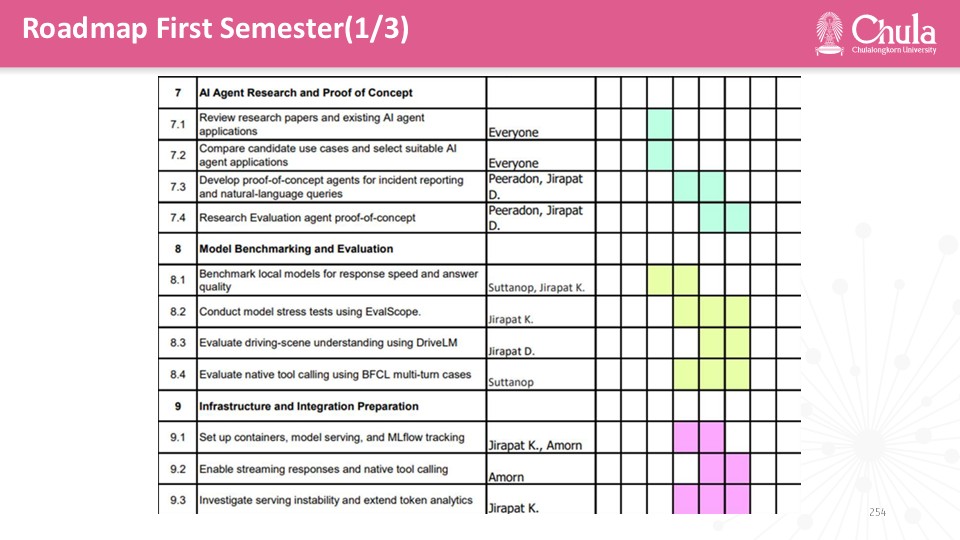 Roadmap First Semester(1/3)
Chula
Chulalongkorn University
7 AI Agent Research and Proof of Concept
7.1 Review research papers and existing AI agent
applications Everyone
7.2 Compare candidate use cases and select suitable AI
agent applications Everyone
7.3 Develop proof-of-concept agents for incident reporting
and natural-language queries Peeradon, Jirapat
D.
7.4 Research Evaluation agent proof-of-concept Peeradon, Jirapat
D.
8 Model Benchmarking and Evaluation
8.1 Benchmark local models for response speed and answer
quality Suttanop, Jirapat K.
8.2 Conduct model stress tests using EvalScope. Jirapat K.
8.3 Evaluate driving-scene understanding using DriveLM Jirapat D.
8.4 Evaluate native tool calling using BFCL multi-turn cases Suttanop
9 Infrastructure and Integration Preparation
9.1 Set up containers, model serving, and MLflow tracking Jirapat K., Amorn
9.2 Enable streaming responses and native tool calling Amorn
9.3 Investigate serving instability and extend token analytics Jirapat K.
254